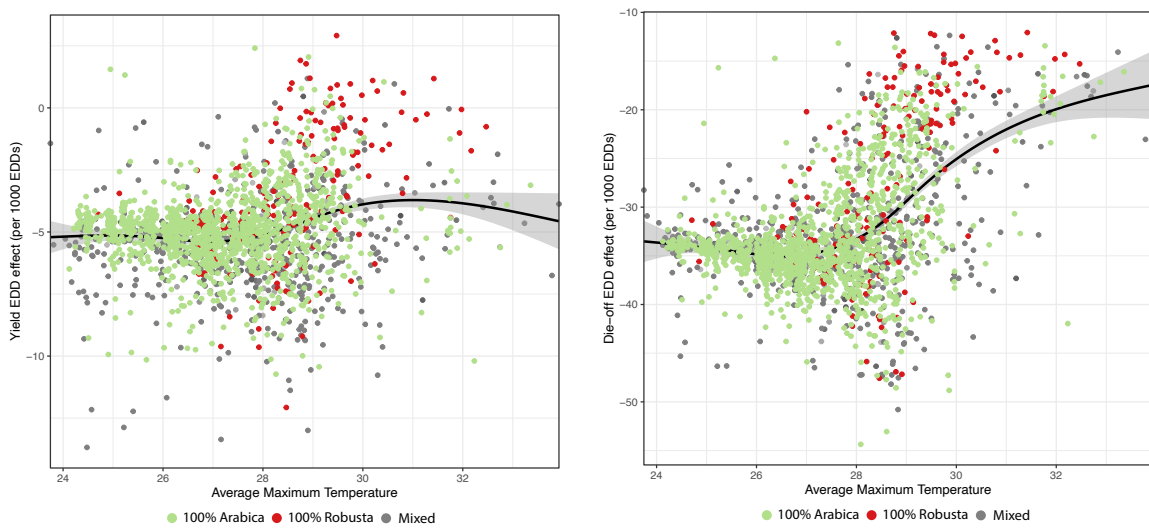 Yield EDD effect (per 1000 EDDs)
0
−5
−10
24 26 28 30 32
Average Maximum Temperature
100% Arabica 100% Robusta Mixed
Die−off EDD effect (per 1000 EDDs)
−10
−20
−30
−40
−50
24 26 28 30 32
Average Maximum Temperature
100% Arabica 100% Robusta Mixed